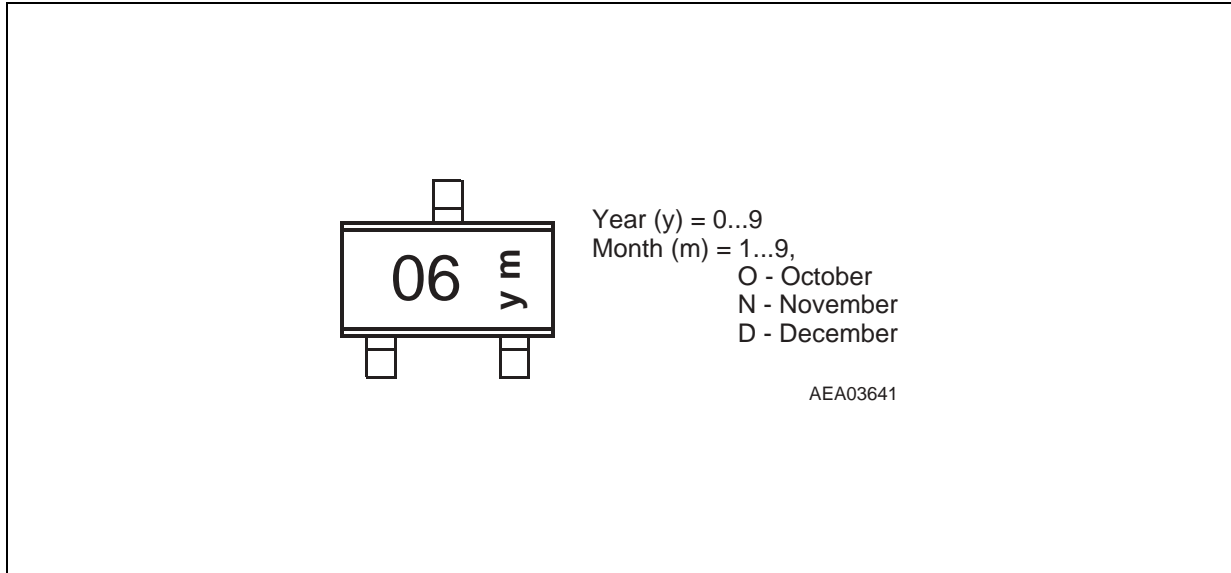 06 y m
Year (y) = 0...9
Month (m) = 1...9,
O - October
N - November
D - December
AEA03641